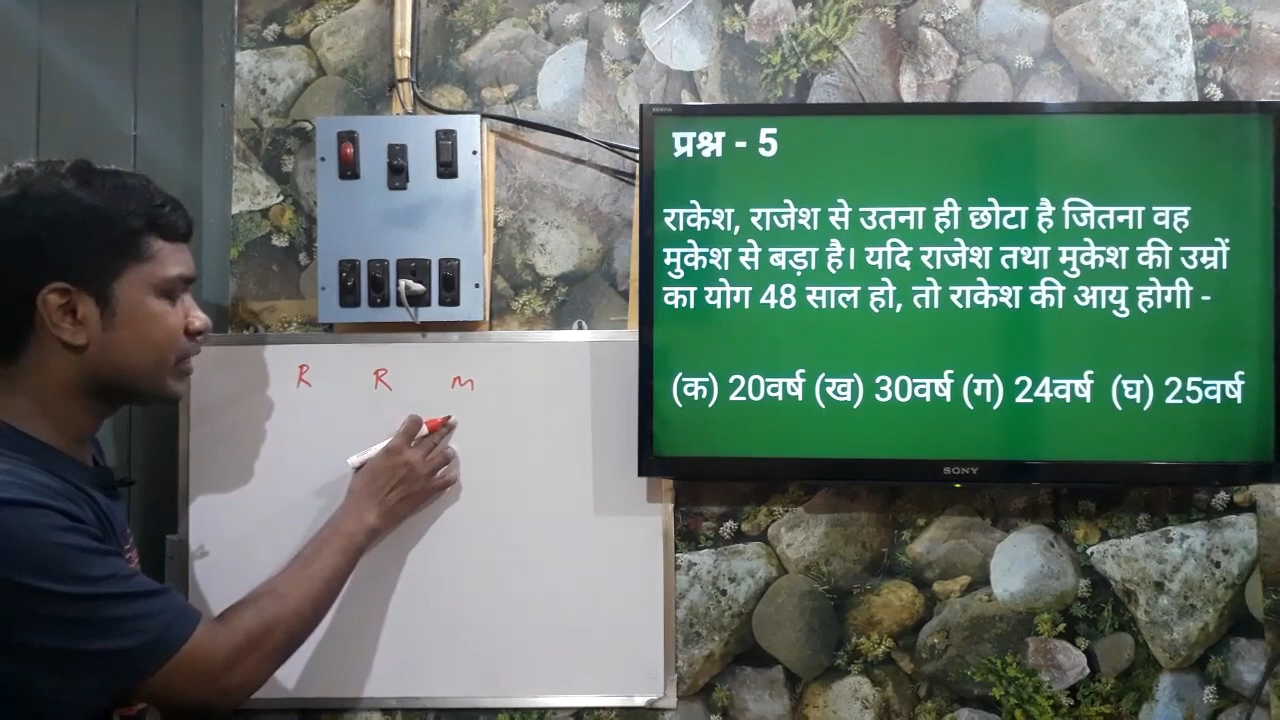 प्रश्न - 5
राकेश, राजेश से उतना ही छोटा है जितना वह
मुकेश से बड़ा है। यदि राजेश तथा मुकेश की उम्रों
का योग 48 साल हो, तो राकेश की आयु होगी -
(क) 20वर्ष (ख) 30वर्ष (ग) 24वर्ष (घ) 25वर्ष
SONY
R R M